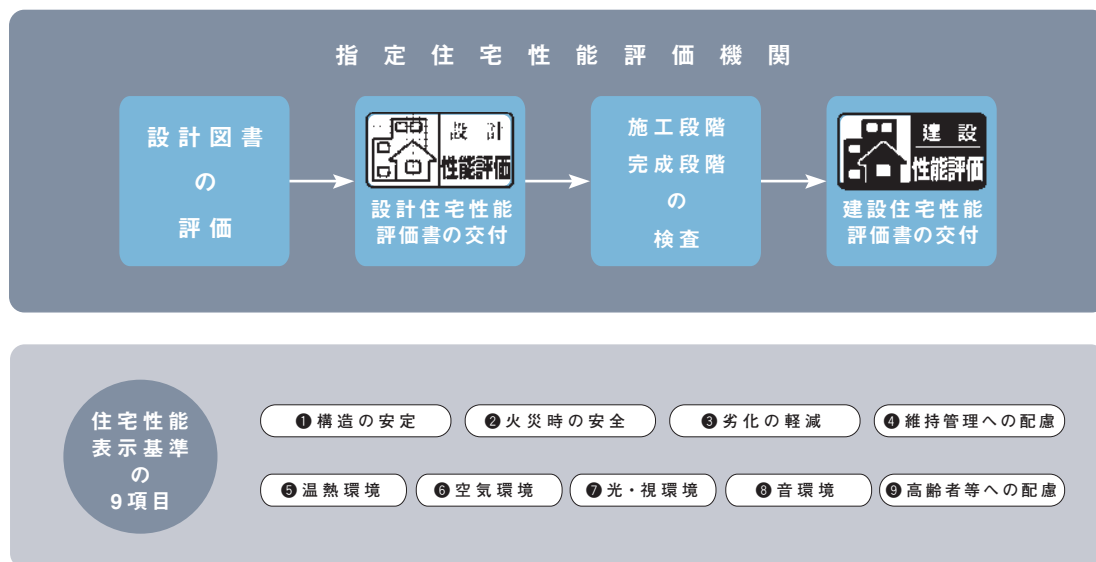 指定住宅性能評価機関
設計図書
の
評価
設計
性能評価
設計住宅性能
評価書の交付
施工段階
完成段階
の
検査
建設
性能評価
建設住宅性能
評価書の交付
住宅性能
表示基準
の
9項目
❶構造の安定
❷火災時の安全
❸劣化の軽減
❹維持管理への配慮
❺温熱環境
❻空気環境
❼光・視環境
❽音環境
❾高齢者等への配慮